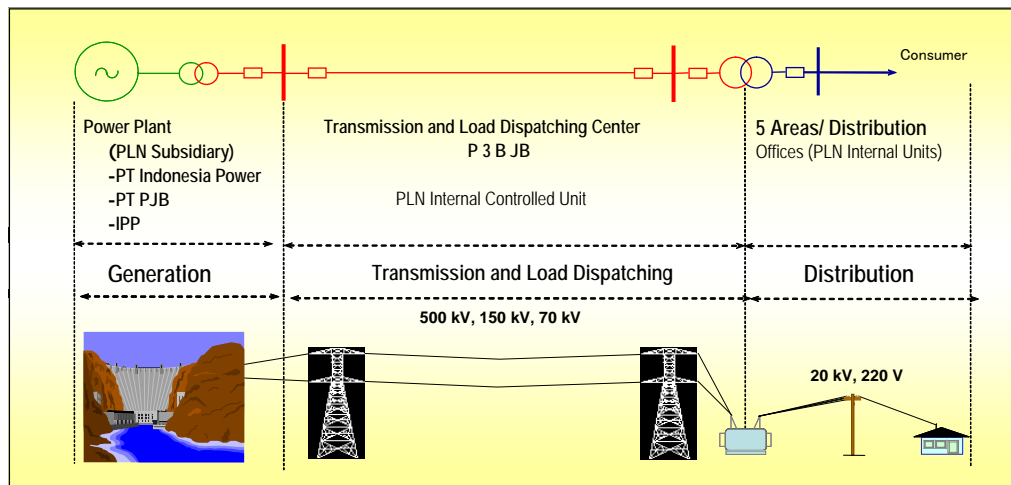 Consumer
Power Plant
(PLN Subsidiary)
-PT Indonesia Power
-PT PJB
-IPP
Transmission and Load Dispatching Center
P 3 B JB
PLN Internal Controlled Unit
5 Areas/ Distribution
Offices (PLN Internal Units)
Generation
Transmission and Load Dispatching
Distribution
500 kV, 150 kV, 70 kV
20 kV, 220 V